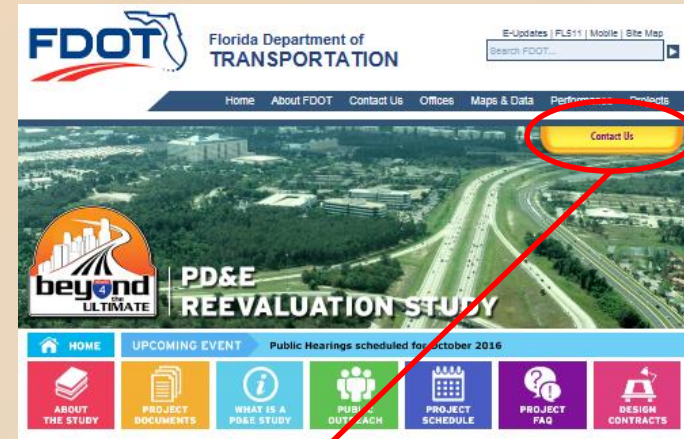 FDOT
Florida Department of
TRANSPORTATION
E-Updates | FL511 | Mobile | Site Map
Search FDOT...
Home About FDOT Contact Us Offices Maps & Data Performance Projects
Contact Us
beyond
4
the
ULTIMATE
PD&E
REEVALUATION STUDY
HOME
UPCOMING EVENT
Public Hearings scheduled for October 2016
ABOUT
THE STUDY
PROJECT
DOCUMENTS
WHAT IS A
PD&E STUDY
PUBLIC
OUTREACH
PROJECT
SCHEDULE
PROJECT
FAQ
DESIGN
CONTRACTS